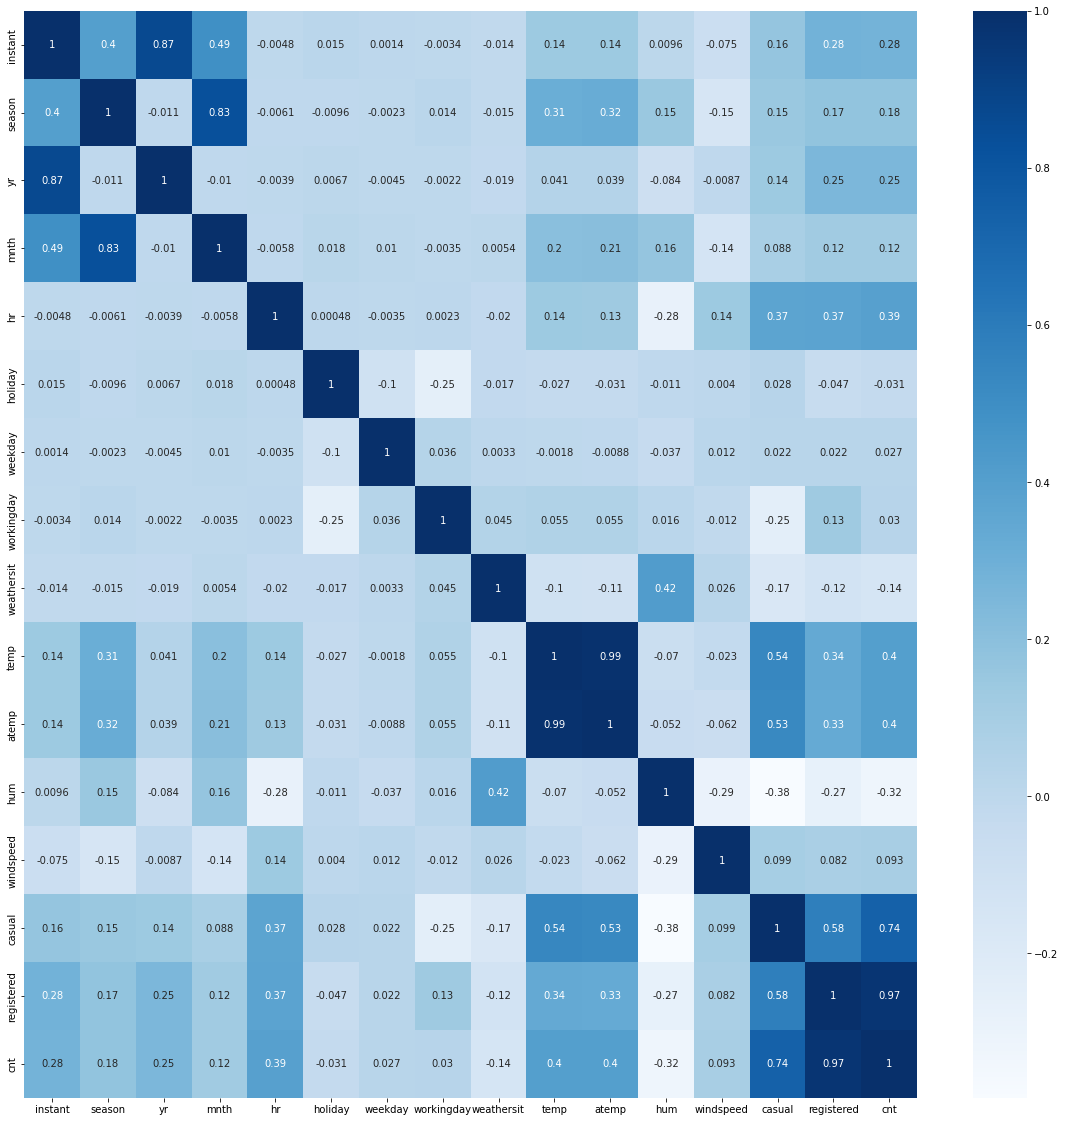 instant 1 0.4 0.87 0.49 -0.0048 0.015 0.0014 -0.0034 -0.014 0.14 0.14 0.0096 -0.075 0.16 0.28 0.28
season 0.4 1 -0.011 0.83 -0.0061 -0.0096 -0.0023 0.014 -0.015 0.31 0.32 0.15 -0.15 0.15 0.17 0.18
yr 0.87 -0.011 1 -0.01 -0.0039 0.0067 -0.0045 -0.0022 -0.019 0.041 0.039 -0.084 -0.0087 0.14 0.25 0.25
mnth 0.49 0.83 -0.01 1 -0.0058 0.018 0.01 -0.0035 0.0054 0.2 0.21 0.16 -0.14 0.088 0.12 0.12
hr -0.0048 -0.0061 -0.0039 -0.0058 1 0.00048 -0.0035 0.0023 -0.02 0.14 0.13 -0.28 0.14 0.37 0.37 0.39
holiday 0.015 -0.0096 0.0067 0.018 0.00048 1 -0.1 -0.25 -0.017 -0.027 -0.031 -0.011 0.004 0.028 -0.047 -0.031
weekday 0.0014 -0.0023 -0.0045 0.01 -0.0035 -0.1 1 0.036 0.0033 -0.0018 -0.0088 -0.037 0.012 0.022 0.022 0.027
workingday -0.0034 0.014 -0.0022 -0.0035 0.0023 -0.25 0.036 1 0.045 0.055 0.055 0.016 -0.012 -0.25 0.13 0.03
weathersit -0.014 -0.015 -0.019 0.0054 -0.02 -0.017 0.0033 0.045 1 -0.1 -0.11 0.42 0.026 -0.17 -0.12 -0.14
temp 0.14 0.31 0.041 0.2 0.14 -0.027 -0.0018 0.055 -0.1 1 0.99 -0.07 -0.023 0.54 0.34 0.4
atemp 0.14 0.32 0.039 0.21 0.13 -0.031 -0.0088 0.055 -0.11 0.99 1 -0.052 -0.062 0.53 0.33 0.4
hum 0.0096 0.15 -0.084 0.16 -0.28 -0.011 -0.037 0.016 0.42 -0.07 -0.052 1 -0.29 -0.38 -0.27 -0.32
windspeed -0.075 -0.15 -0.0087 -0.14 0.14 0.004 0.012 -0.012 0.026 -0.023 -0.062 -0.29 1 0.099 0.082 0.093
casual 0.16 0.15 0.14 0.088 0.37 0.028 0.022 -0.25 -0.17 0.54 0.53 -0.38 0.099 1 0.58 0.74
registered 0.28 0.17 0.25 0.12 0.37 -0.047 0.022 0.13 -0.12 0.34 0.33 -0.27 0.082 0.58 1 0.97
cnt 0.28 0.18 0.25 0.12 0.39 -0.031 0.027 0.03 -0.14 0.4 0.4 -0.32 0.093 0.74 0.97 1
instant season yr mnth hr holiday weekday workingday weathersit temp atemp hum windspeed casual registered cnt
1.0
0.8
0.6
0.4
0.2
0.0
−0.2